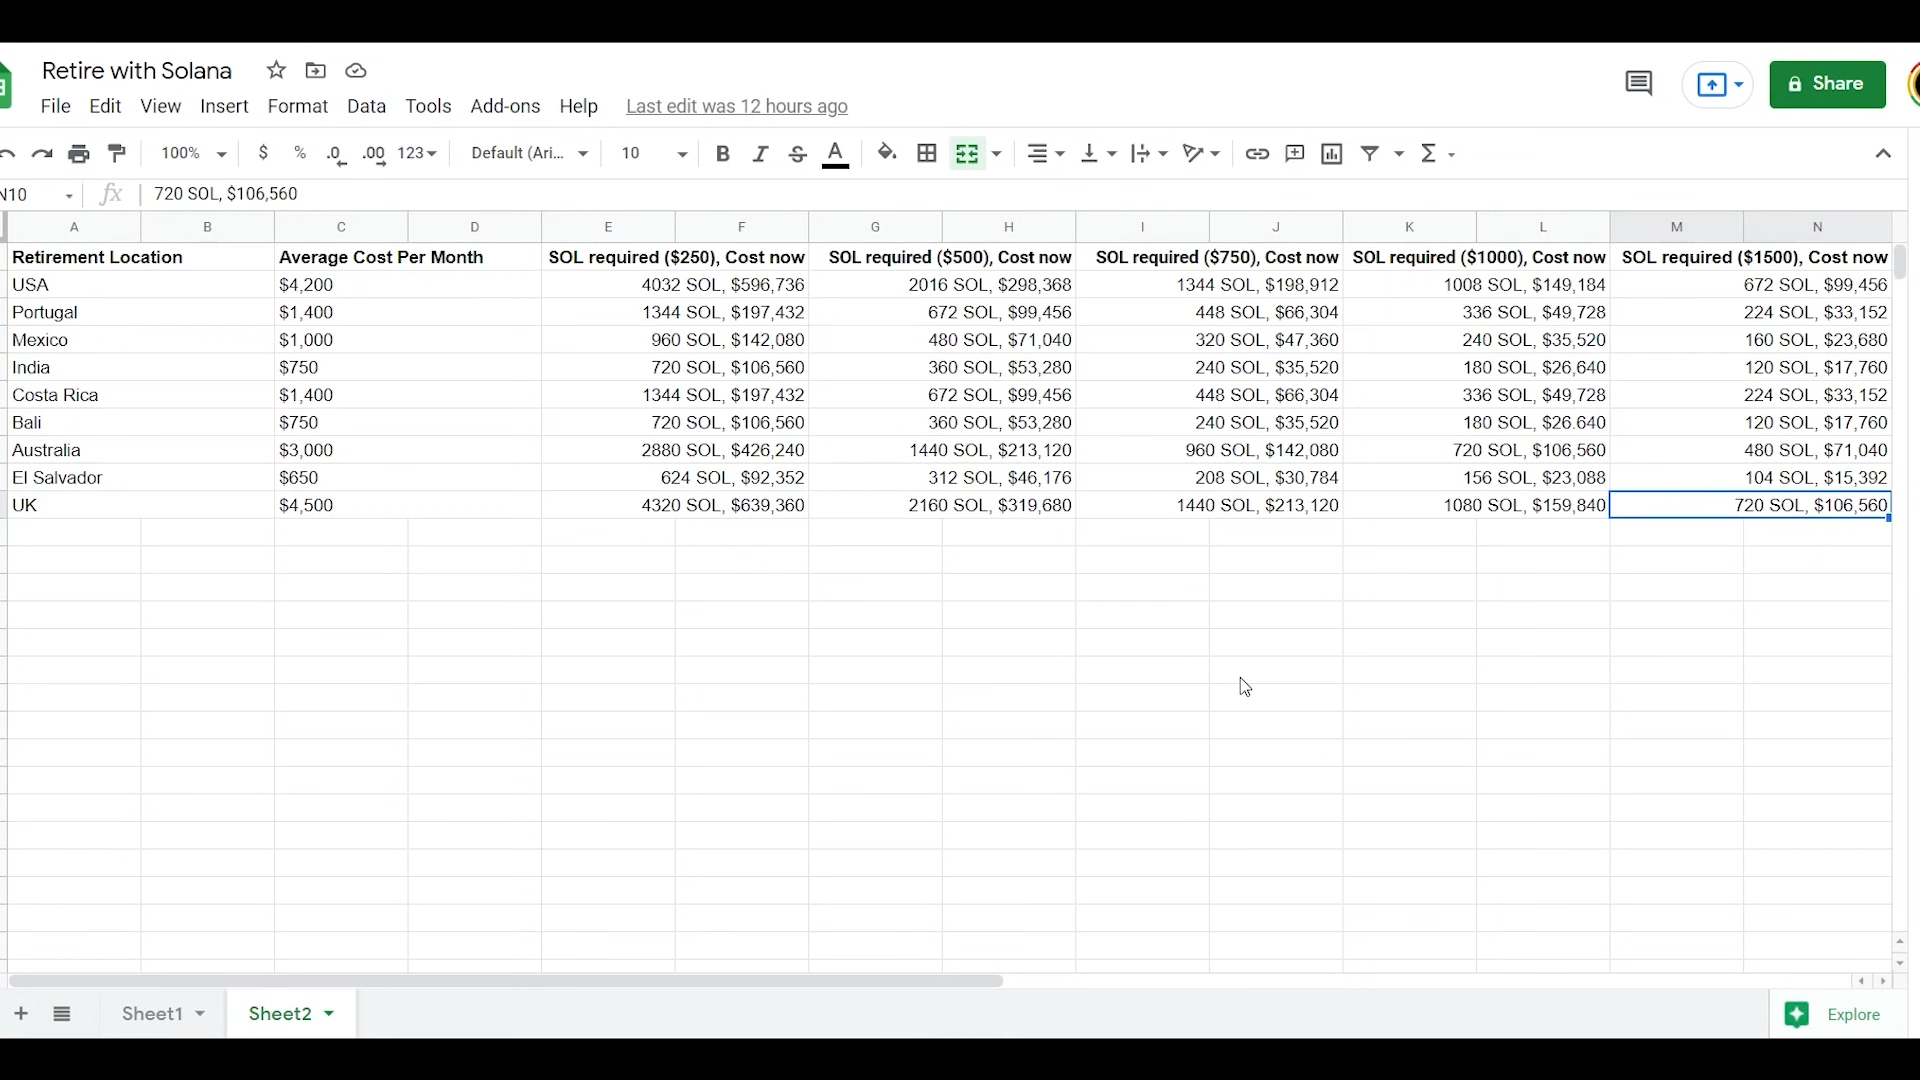 Retire with Solana
File Edit View Insert Format Data Tools Add-ons Help Last edit was 12 hours ago
Share
100% $ % .0 .00 123 Default (Ari... 10 B I S A Σ
N10 fx 720 SOL, $106,560
A B C D E F G H I J K L M N
Retirement Location Average Cost Per Month SOL required ($250), Cost now SOL required ($500), Cost now SOL required ($750), Cost now SOL required ($1000), Cost now SOL required ($1500), Cost now
USA $4,200 4032 SOL, $596,736 2016 SOL, $298,368 1344 SOL, $198,912 1008 SOL, $149,184 672 SOL, $99,456
Portugal $1,400 1344 SOL, $197,432 672 SOL, $99,456 448 SOL, $66,304 336 SOL, $49,728 224 SOL, $33,152
Mexico $1,000 960 SOL, $142,080 480 SOL, $71,040 320 SOL, $47,360 240 SOL, $35,520 160 SOL, $23,680
India $750 720 SOL, $106,560 360 SOL, $53,280 240 SOL, $35,520 180 SOL, $26,640 120 SOL, $17,760
Costa Rica $1,400 1344 SOL, $197,432 672 SOL, $99,456 448 SOL, $66,304 336 SOL, $49,728 224 SOL, $33,152
Bali $750 720 SOL, $106,560 360 SOL, $53,280 240 SOL, $35,520 180 SOL, $26.640 120 SOL, $17,760
Australia $3,000 2880 SOL, $426,240 1440 SOL, $213,120 960 SOL, $142,080 720 SOL, $106,560 480 SOL, $71,040
El Salvador $650 624 SOL, $92,352 312 SOL, $46,176 208 SOL, $30,784 156 SOL, $23,088 104 SOL, $15,392
UK $4,500 4320 SOL, $639,360 2160 SOL, $319,680 1440 SOL, $213,120 1080 SOL, $159,840 720 SOL, $106,560
Sheet1 Sheet2 Explore